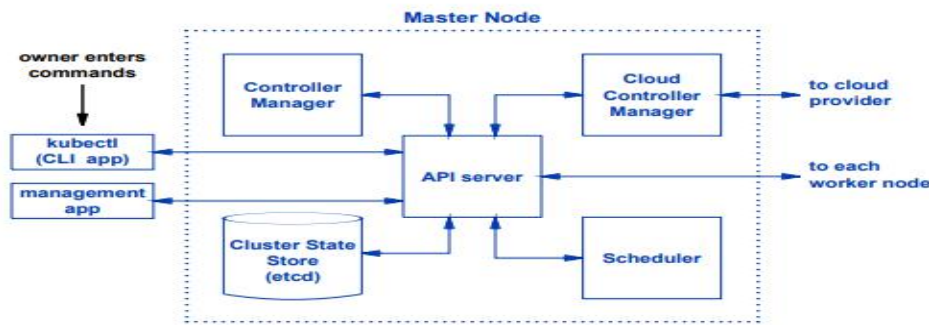 Master Node
owner enters
commands
Controller
Manager
Cloud
Controller
Manager
to cloud
provider
kubectl
(CLI app)
management
app
API server
to each
worker node
Cluster State
Store
(etcd)
Scheduler